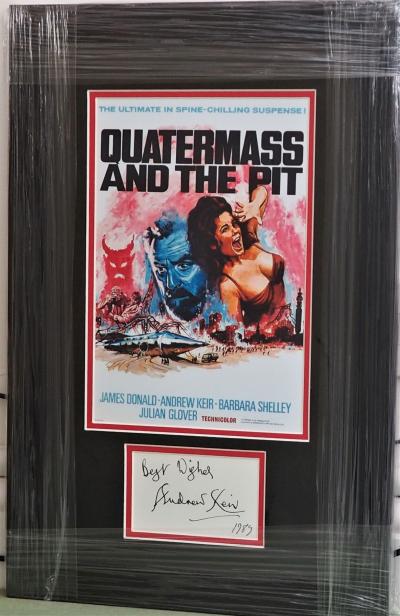 THE ULTIMATE IN SPINE-CHILLING SUSPENSE!
QUATERMASS
AND THE PIT
JAMES DONALD-ANDREW KEIR-BARBARA SHELLEY
JULIAN GLOVER TECHNICOLOR
Best Wishes
Andrew Keir
1987